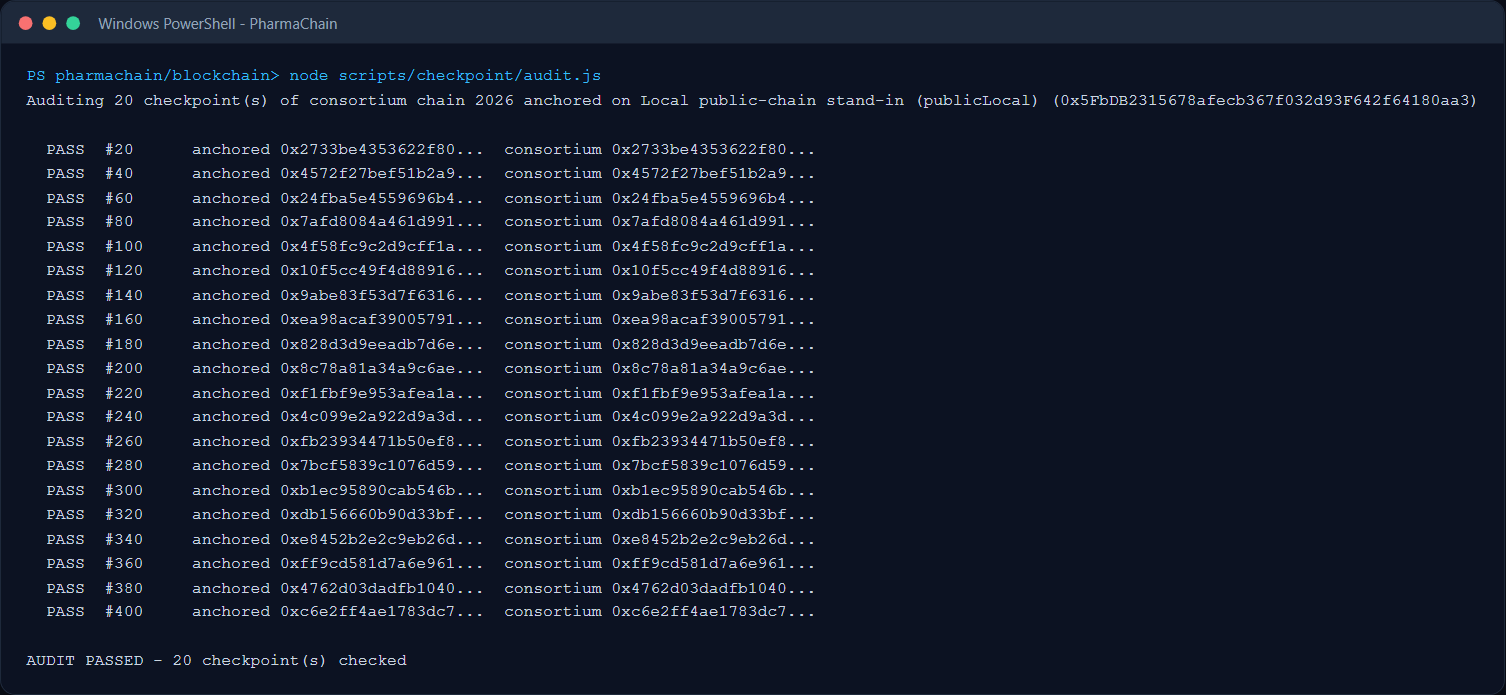 Windows PowerShell - PharmaChain
PS pharmachain/blockchain> node scripts/checkpoint/audit.js
Auditing 20 checkpoint(s) of consortium chain 2026 anchored on Local public-chain stand-in (publicLocal) (0x5FbDB2315678afecb367f032d93F642f64180aa3)
PASS #20 anchored 0x2733be4353622f80... consortium 0x2733be4353622f80...
PASS #40 anchored 0x4572f27bef51b2a9... consortium 0x4572f27bef51b2a9...
PASS #60 anchored 0x24fba5e4559696b4... consortium 0x24fba5e4559696b4...
PASS #80 anchored 0x7afd8084a461d991... consortium 0x7afd8084a461d991...
PASS #100 anchored 0x4f58fc9c2d9cff1a... consortium 0x4f58fc9c2d9cff1a...
PASS #120 anchored 0x10f5cc49f4d88916... consortium 0x10f5cc49f4d88916...
PASS #140 anchored 0x9abe83f53d7f6316... consortium 0x9abe83f53d7f6316...
PASS #160 anchored 0xea98acaf39005791... consortium 0xea98acaf39005791...
PASS #180 anchored 0x828d3d9eeadb7d6e... consortium 0x828d3d9eeadb7d6e...
PASS #200 anchored 0x8c78a81a34a9c6ae... consortium 0x8c78a81a34a9c6ae...
PASS #220 anchored 0xf1fbf9e953afea1a... consortium 0xf1fbf9e953afea1a...
PASS #240 anchored 0x4c099e2a922d9a3d... consortium 0x4c099e2a922d9a3d...
PASS #260 anchored 0xfb23934471b50ef8... consortium 0xfb23934471b50ef8...
PASS #280 anchored 0x7bcf5839c1076d59... consortium 0x7bcf5839c1076d59...
PASS #300 anchored 0xb1ec95890cab546b... consortium 0xb1ec95890cab546b...
PASS #320 anchored 0xdb156660b90d33bf... consortium 0xdb156660b90d33bf...
PASS #340 anchored 0xe8452b2e2c9eb26d... consortium 0xe8452b2e2c9eb26d...
PASS #360 anchored 0xff9cd581d7a6e961... consortium 0xff9cd581d7a6e961...
PASS #380 anchored 0x4762d03dadfb1040... consortium 0x4762d03dadfb1040...
PASS #400 anchored 0xc6e2ff4ae1783dc7... consortium 0xc6e2ff4ae1783dc7...
AUDIT PASSED - 20 checkpoint(s) checked